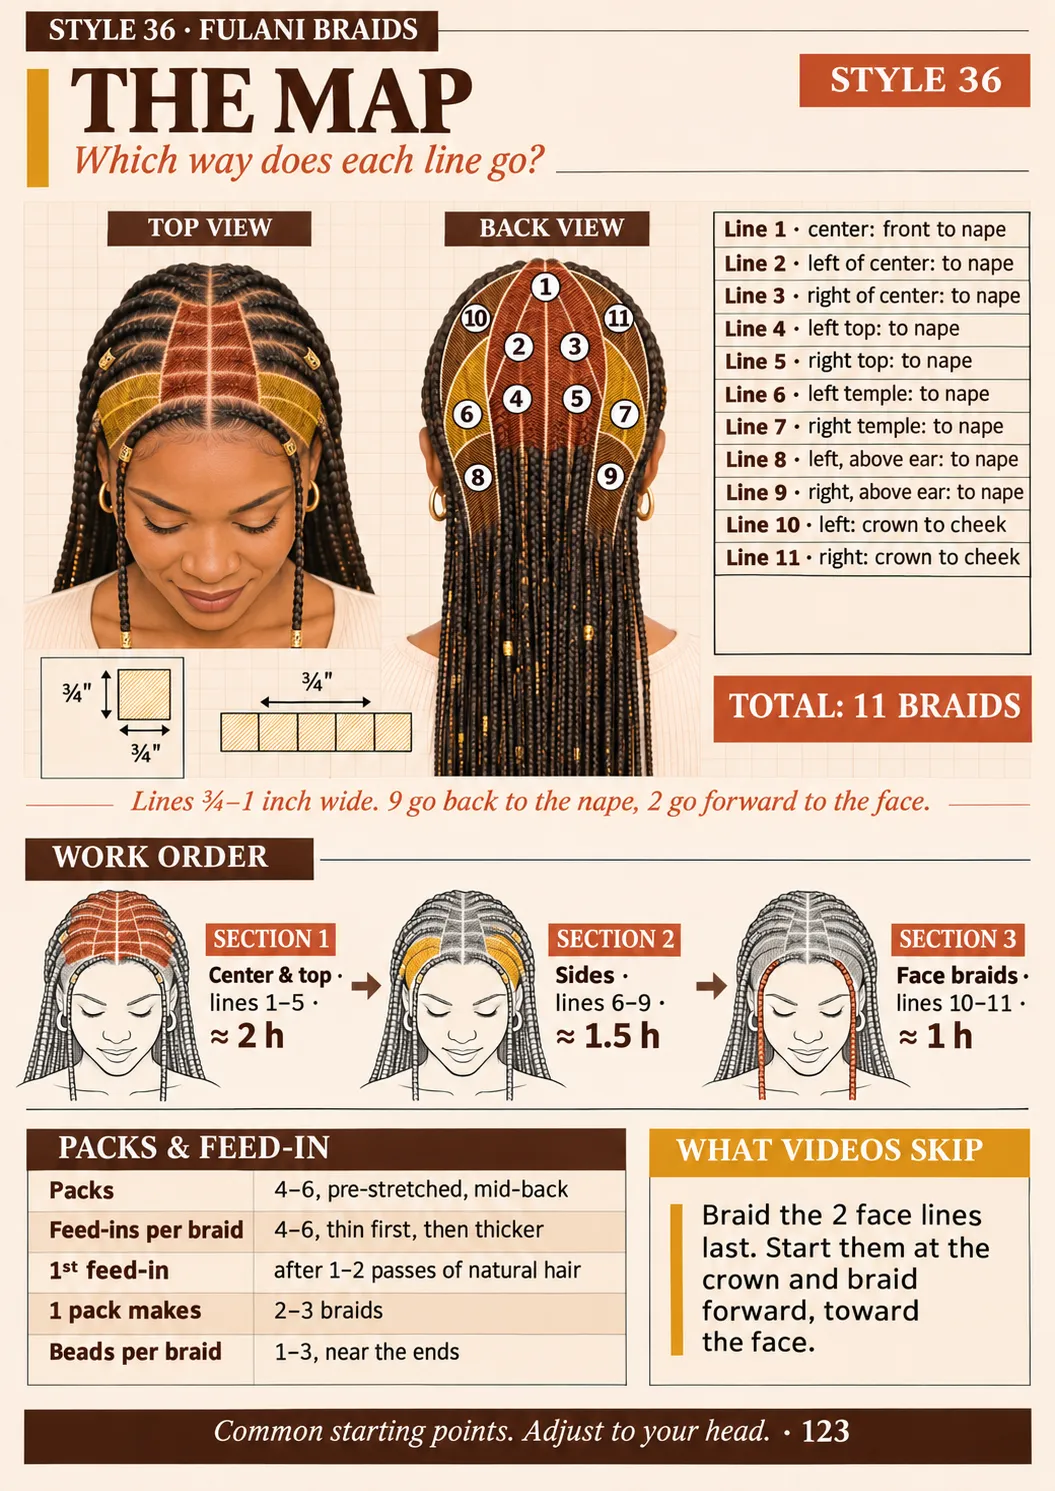 STYLE 36 · FULANI BRAIDS
THE MAP
STYLE 36
Which way does each line go?
TOP VIEW
BACK VIEW
1
10
11
2
3
4
5
6
7
8
9
Line 1 · center: front to nape
Line 2 · left of center: to nape
Line 3 · right of center: to nape
Line 4 · left top: to nape
Line 5 · right top: to nape
Line 6 · left temple: to nape
Line 7 · right temple: to nape
Line 8 · left, above ear: to nape
Line 9 · right, above ear: to nape
Line 10 · left: crown to cheek
Line 11 · right: crown to cheek
TOTAL: 11 BRAIDS
¾"
¾"
¾"
Lines ¾–1 inch wide. 9 go back to the nape, 2 go forward to the face.
WORK ORDER
SECTION 1
Center & top ·
lines 1–5 ·
≈ 2 h
SECTION 2
Sides ·
lines 6–9 ·
≈ 1.5 h
SECTION 3
Face braids ·
lines 10–11 ·
≈ 1 h
PACKS & FEED-IN
Packs 4–6, pre-stretched, mid-back
Feed-ins per braid 4–6, thin first, then thicker
1st feed-in after 1–2 passes of natural hair
1 pack makes 2–3 braids
Beads per braid 1–3, near the ends
WHAT VIDEOS SKIP
Braid the 2 face lines
last. Start them at the
crown and braid
forward, toward
the face.
Common starting points. Adjust to your head. · 123